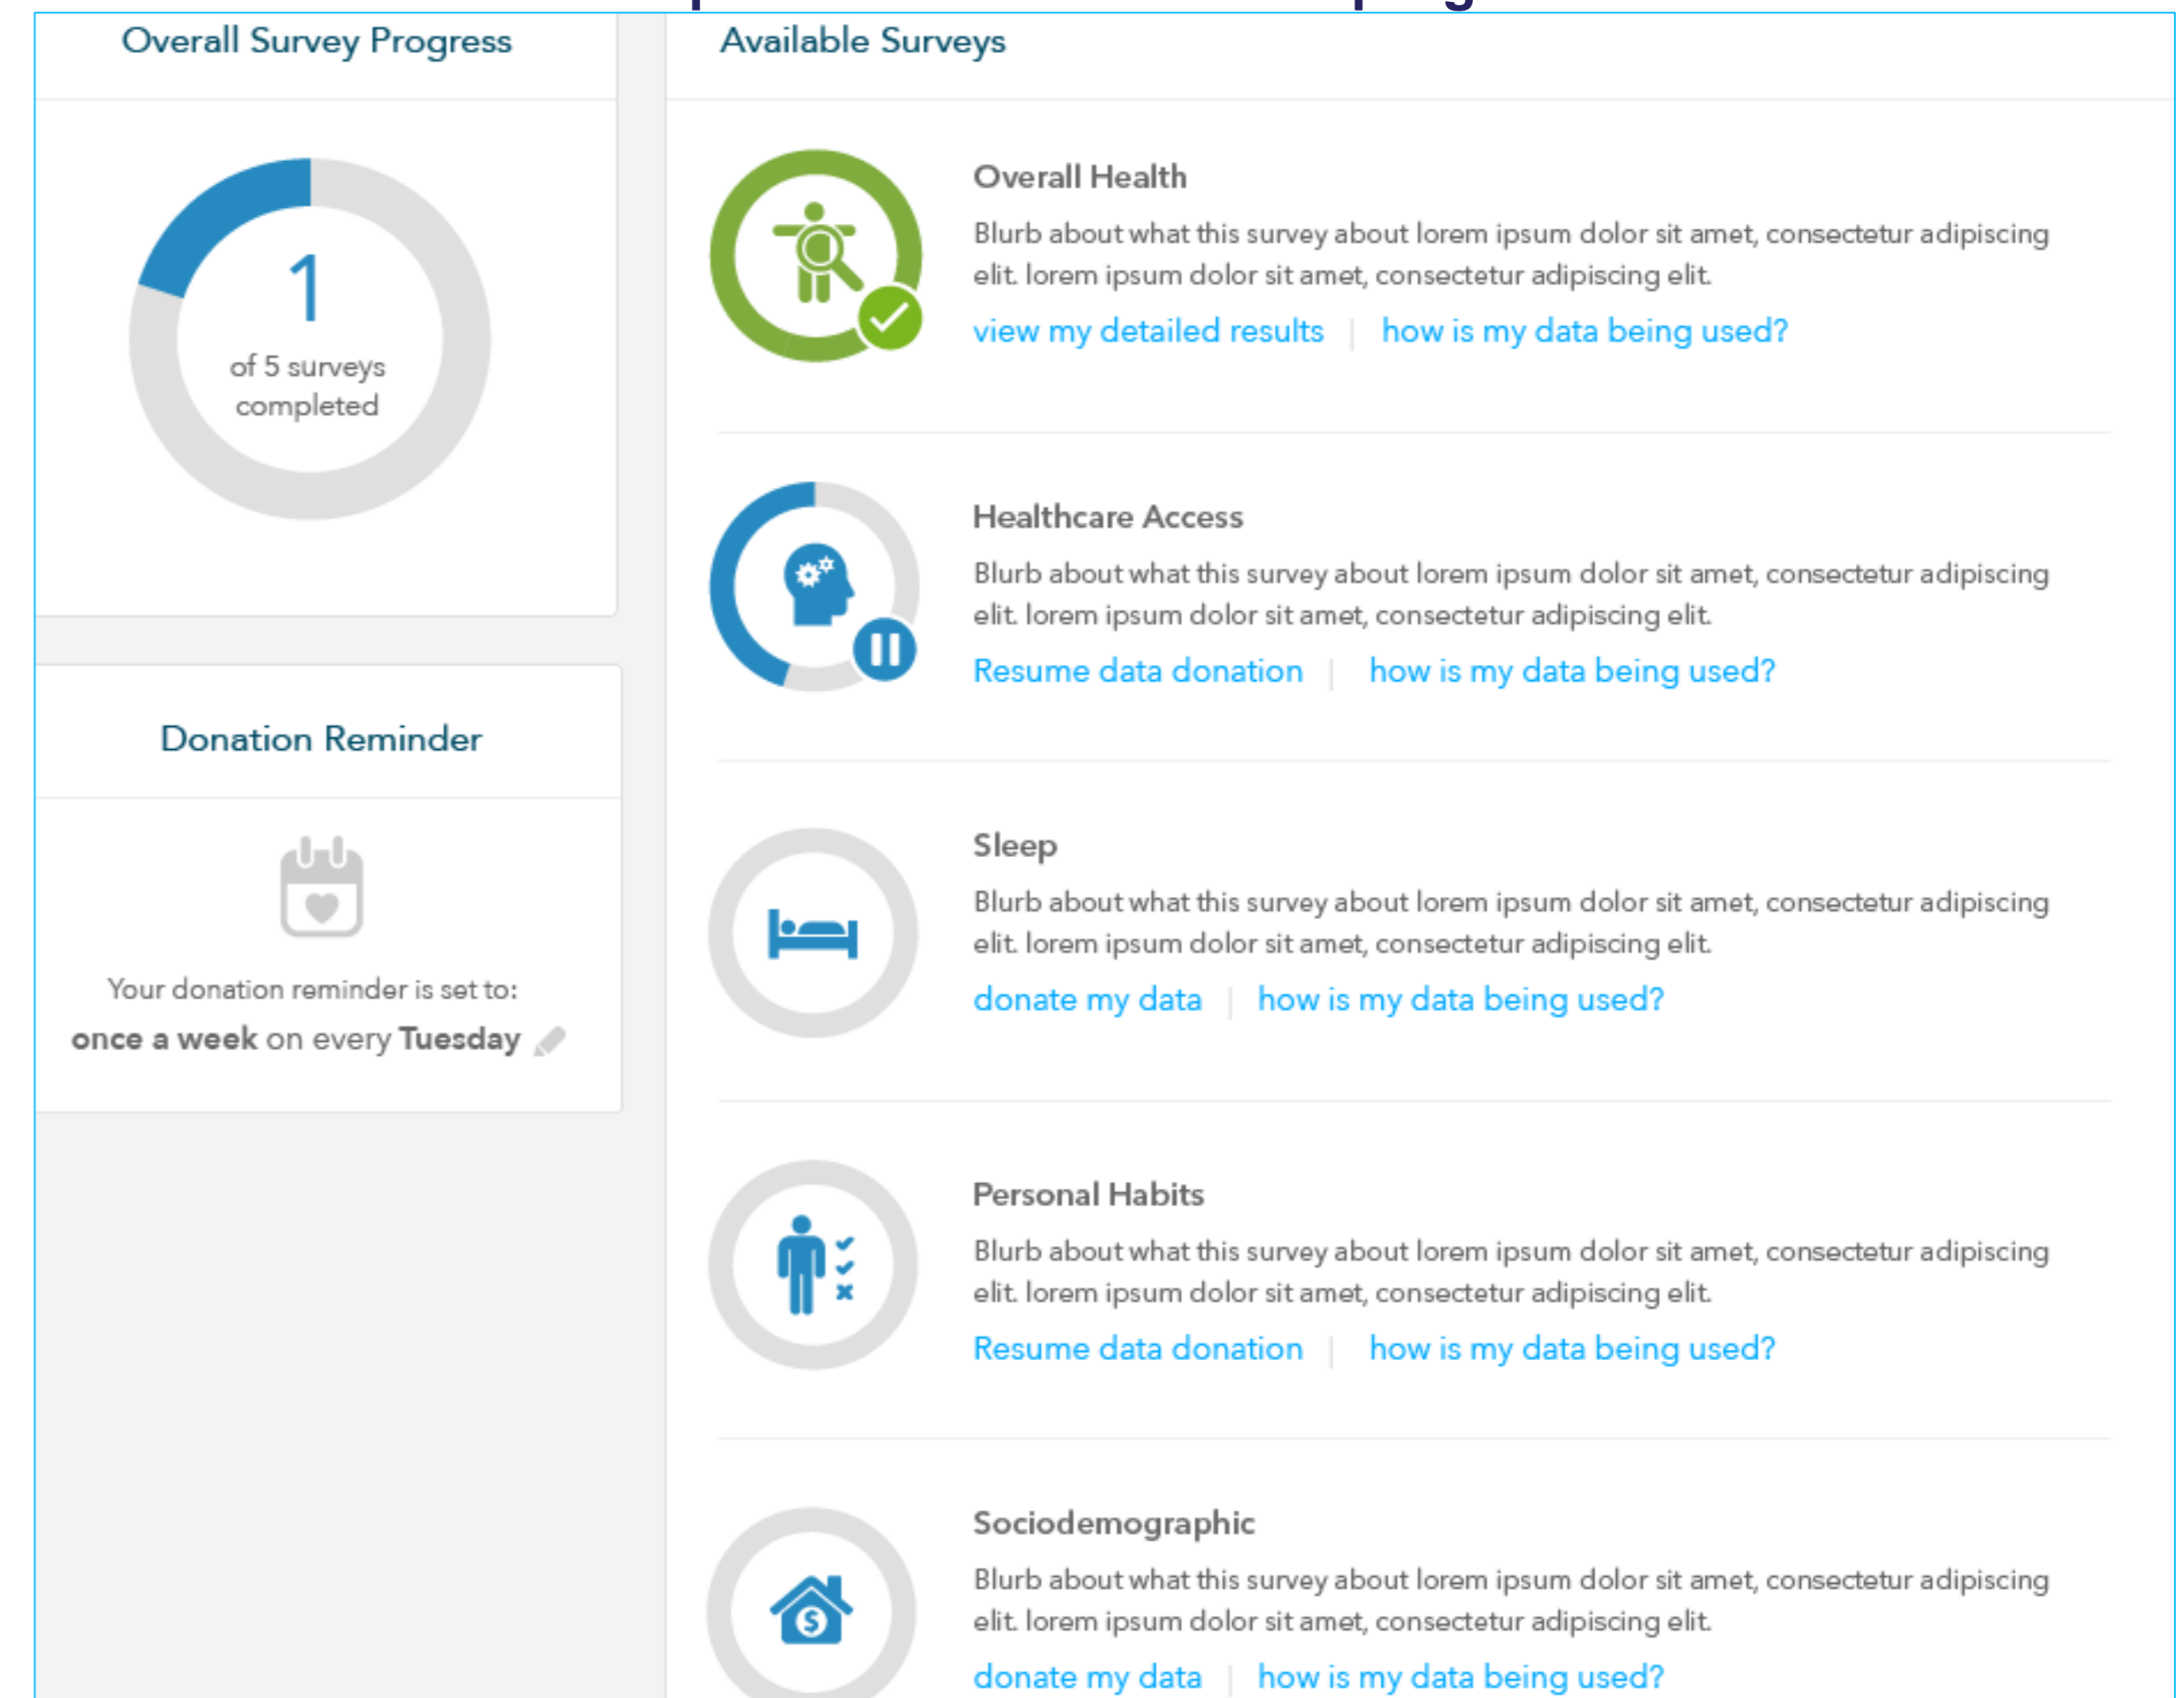 Overall Survey Progress
1
of 5 surveys
completed
Donation Reminder
Your donation reminder is set to:
once a week on every Tuesday
Available Surveys
Overall Health
Blurb about what this survey about lorem ipsum dolor sit amet, consectetur adipiscing
elit. lorem ipsum dolor sit amet, consectetur adipiscing elit.
view my detailed results | how is my data being used?
Healthcare Access
Blurb about what this survey about lorem ipsum dolor sit amet, consectetur adipiscing
elit. lorem ipsum dolor sit amet, consectetur adipiscing elit.
Resume data donation | how is my data being used?
Sleep
Blurb about what this survey about lorem ipsum dolor sit amet, consectetur adipiscing
elit. lorem ipsum dolor sit amet, consectetur adipiscing elit.
donate my data | how is my data being used?
Personal Habits
Blurb about what this survey about lorem ipsum dolor sit amet, consectetur adipiscing
elit. lorem ipsum dolor sit amet, consectetur adipiscing elit.
Resume data donation | how is my data being used?
Sociodemographic
Blurb about what this survey about lorem ipsum dolor sit amet, consectetur adipiscing
elit. lorem ipsum dolor sit amet, consectetur adipiscing elit.
donate my data | how is my data being used?